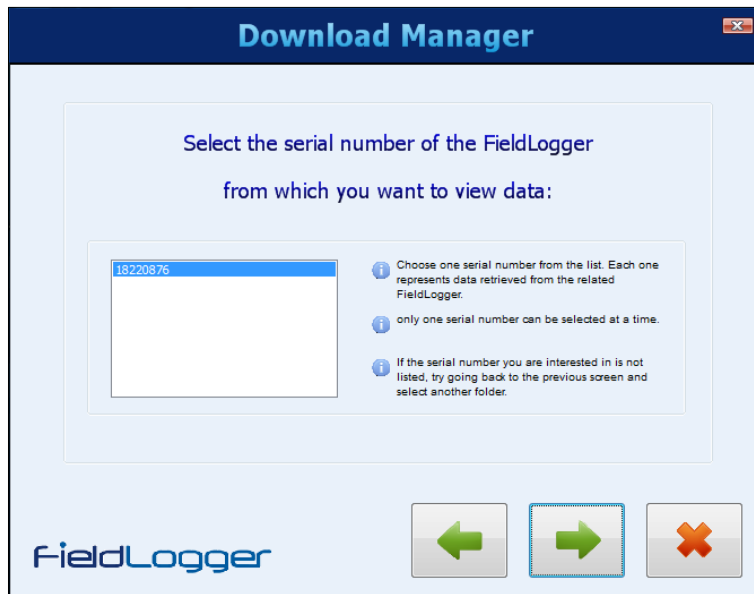 Download Manager
Select the serial number of the FieldLogger
from which you want to view data:
18220876
Choose one serial number from the list. Each one
represents data retrieved from the related
FieldLogger.
only one serial number can be selected at a time.
If the serial number you are interested in is not
listed, try going back to the previous screen and
select another folder.
FieldLogger